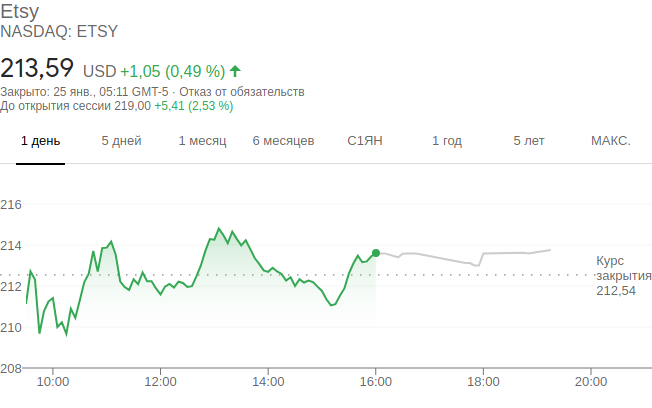 Etsy
NASDAQ: ETSY
213,59 USD +1,05 (0,49 %)
Закрыто: 25 янв., 05:11 GMT-5 · Отказ от обязательств
До открытия сессии 219,00 +5,41 (2,53 %)
1 день 5 дней 1 месяц 6 месяцев С1ЯН 1 год 5 лет МАКС.
216
214
212
210
208
Курс
закрытия
212,54
10:00 12:00 14:00 16:00 18:00 20:00